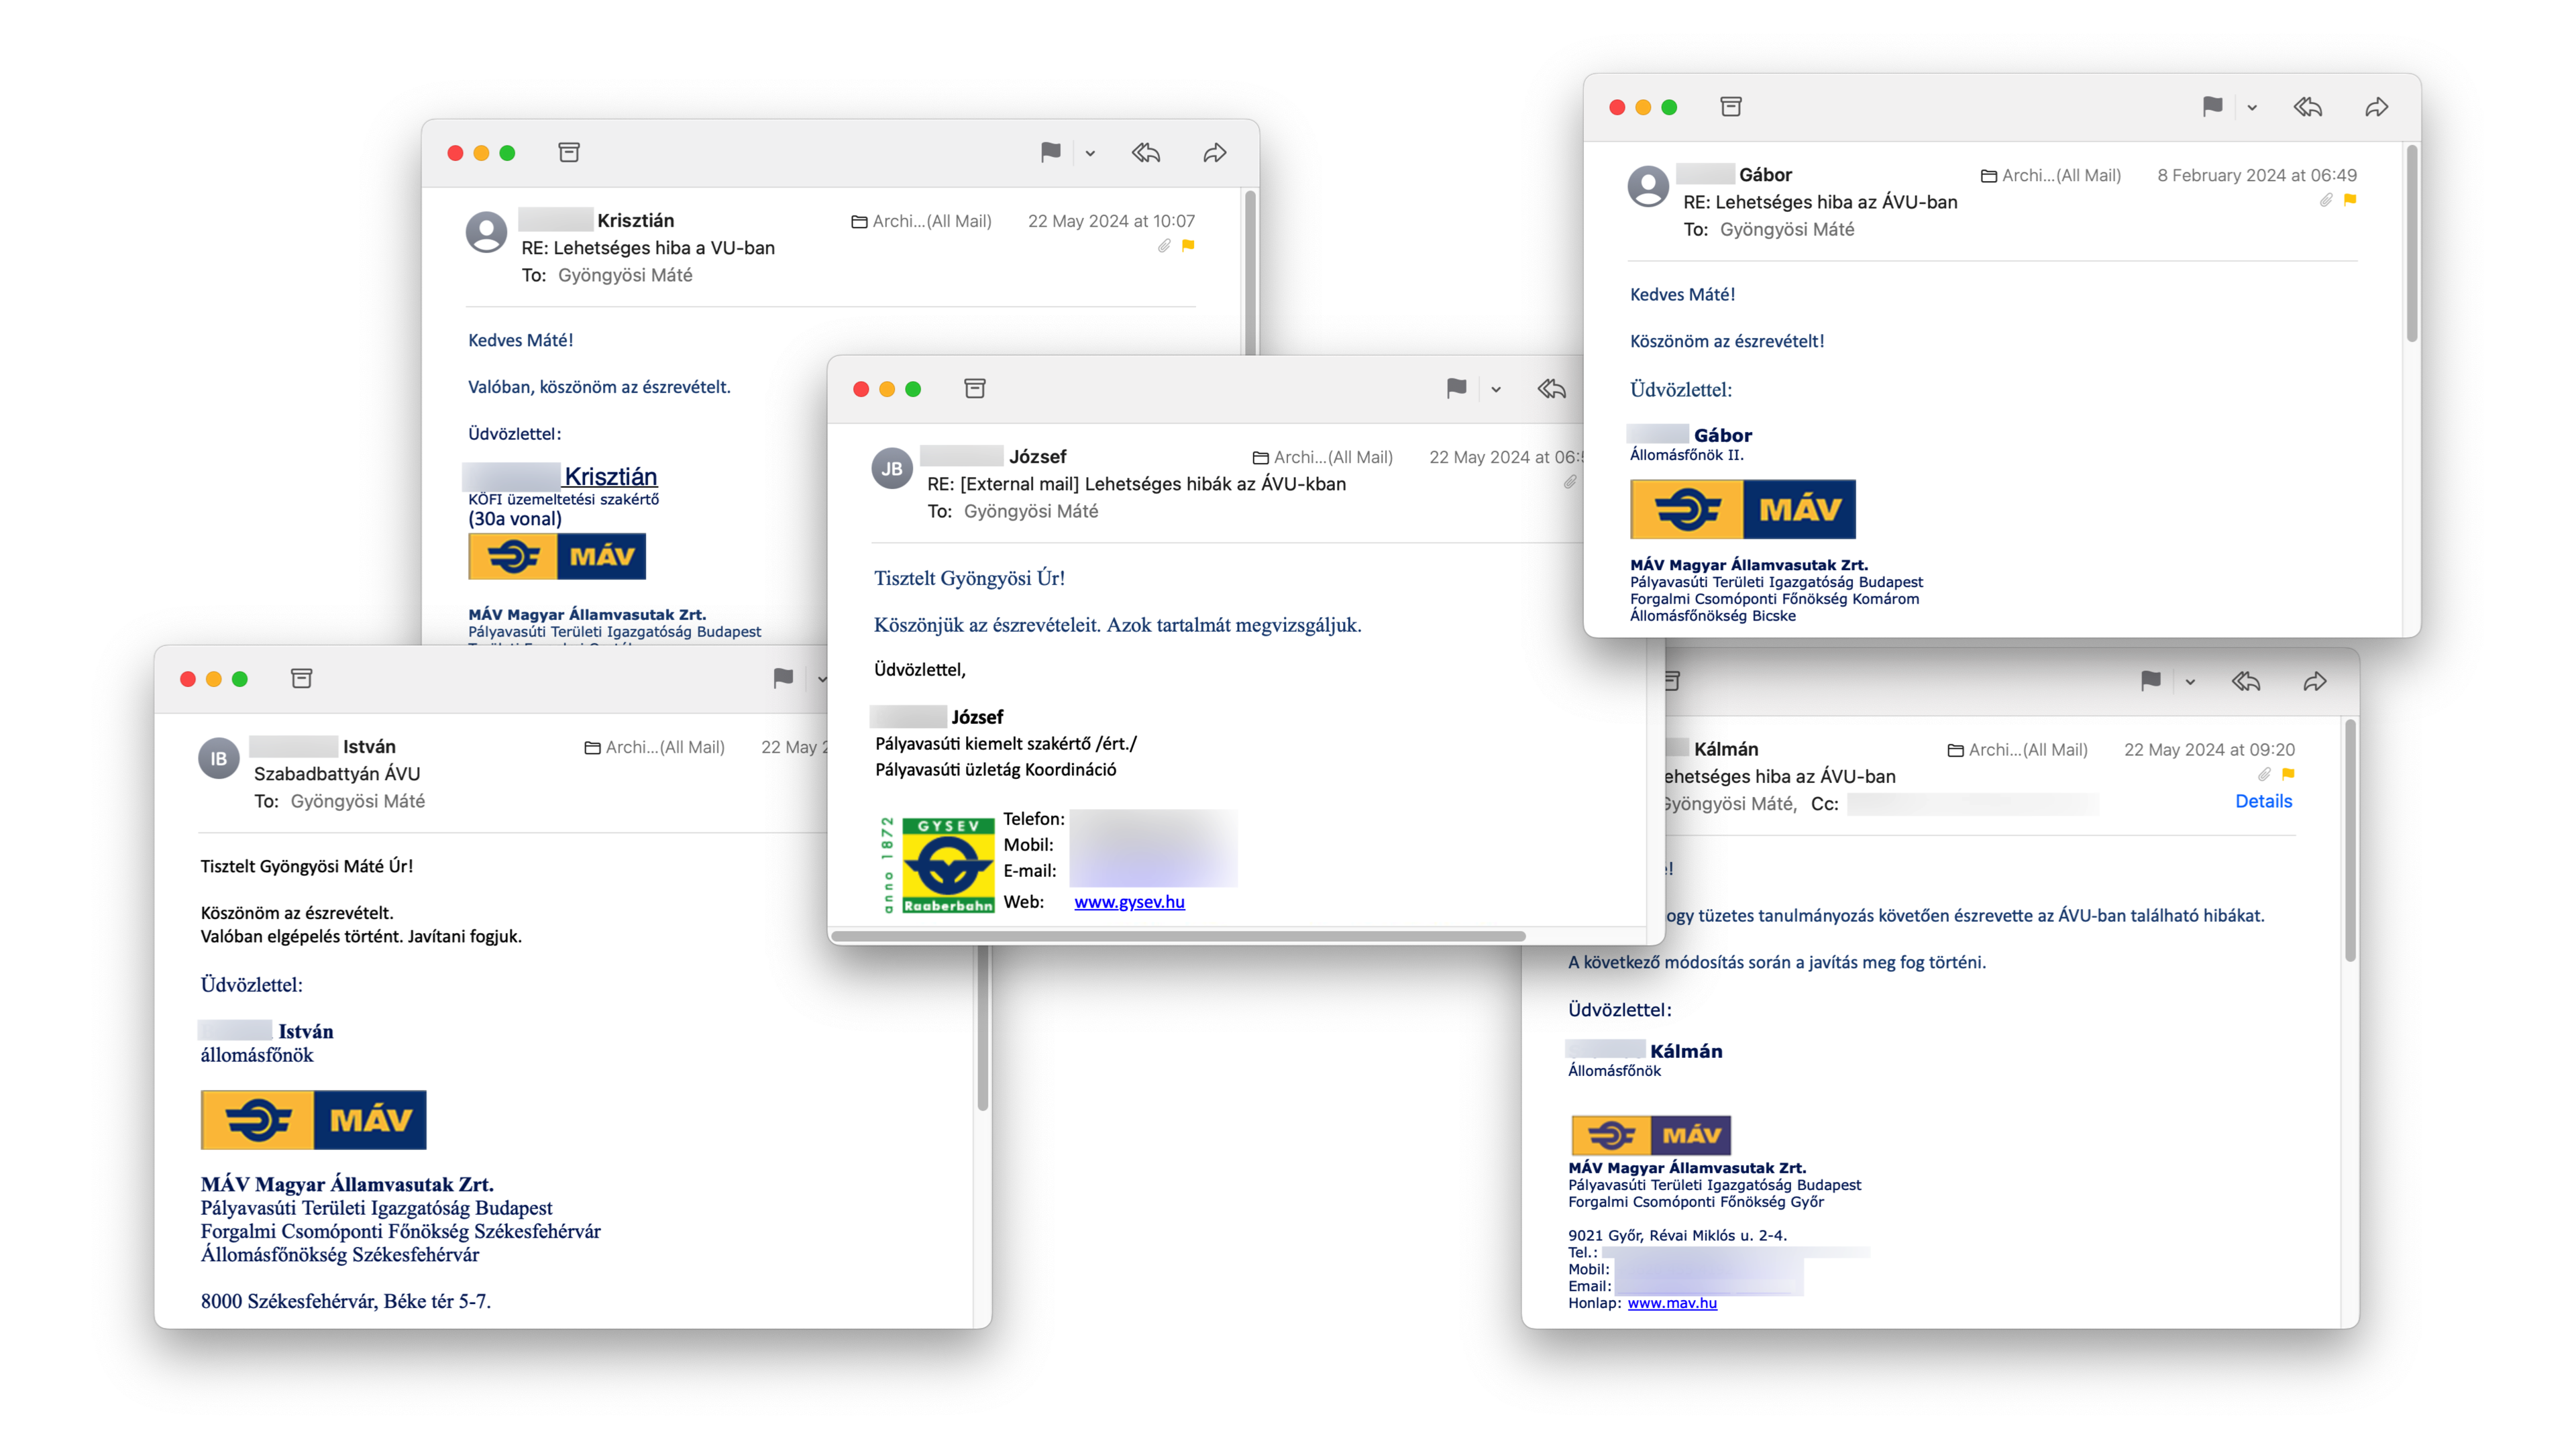 Krisztián
Archi...(All Mail)
22 May 2024 at 10:07
RE: Lehetséges hiba a VU-ban
To: Gyöngyösi Máté
Kedves Máté!
Valóban, köszönöm az észrevételt.
Üdvözlettel:
Krisztián
KÖFI üzemeltetési szakértő
(30a vonal)
MÁV
MÁV Magyar Államvasutak Zrt.
Pályavasúti Területi Igazgatóság Budapest
Gábor
Archi...(All Mail)
8 February 2024 at 06:49
RE: Lehetséges hiba az ÁVU-ban
To: Gyöngyösi Máté
Kedves Máté!
Köszönöm az észrevételt!
Üdvözlettel:
Gábor
Állomásfőnök II.
MÁV
MÁV Magyar Államvasutak Zrt.
Pályavasúti Területi Igazgatóság Budapest
Forgalmi Csomóponti Főnökség Komárom
Állomásfőnökség Bicske
JB
József
Archi...(All Mail)
22 May 2024 at 06:
RE: [External mail] Lehetséges hibák az ÁVU-kban
To: Gyöngyösi Máté
Tisztelt Gyöngyösi Úr!
Köszönjük az észrevételeit. Azok tartalmát megvizsgáljuk.
Üdvözlettel,
József
Pályavasúti kiemelt szakértő /ért./
Pályavasúti üzletág Koordináció
anno 1872
GYSEV
Raaberbahn
Telefon:
Mobil:
E-mail:
Web: www.gysev.hu
IB
István
Archi...(All Mail)
22 May
Szabadbattyán ÁVU
To: Gyöngyösi Máté
Tisztelt Gyöngyösi Máté Úr!
Köszönöm az észrevételt.
Valóban elgépelés történt. Javítani fogjuk.
Üdvözlettel:
István
állomásfőnök
MÁV
MÁV Magyar Államvasutak Zrt.
Pályavasúti Területi Igazgatóság Budapest
Forgalmi Csomóponti Főnökség Székesfehérvár
Állomásfőnökség Székesfehérvár
8000 Székesfehérvár, Béke tér 5-7.
Kálmán
Archi...(All Mail)
22 May 2024 at 09:20
ehetséges hiba az ÁVU-ban
yöngyösi Máté, Cc:
Details
!
ogy tüzetes tanulmányozás követően észrevette az ÁVU-ban található hibákat.
A következő módosítás során a javítás meg fog történi.
Üdvözlettel:
Kálmán
Állomásfőnök
MÁV
MÁV Magyar Államvasutak Zrt.
Pályavasúti Területi Igazgatóság Budapest
Forgalmi Csomóponti Főnökség Győr
9021 Győr, Révai Miklós u. 2-4.
Tel.:
Mobil:
Email:
Honlap: www.mav.hu